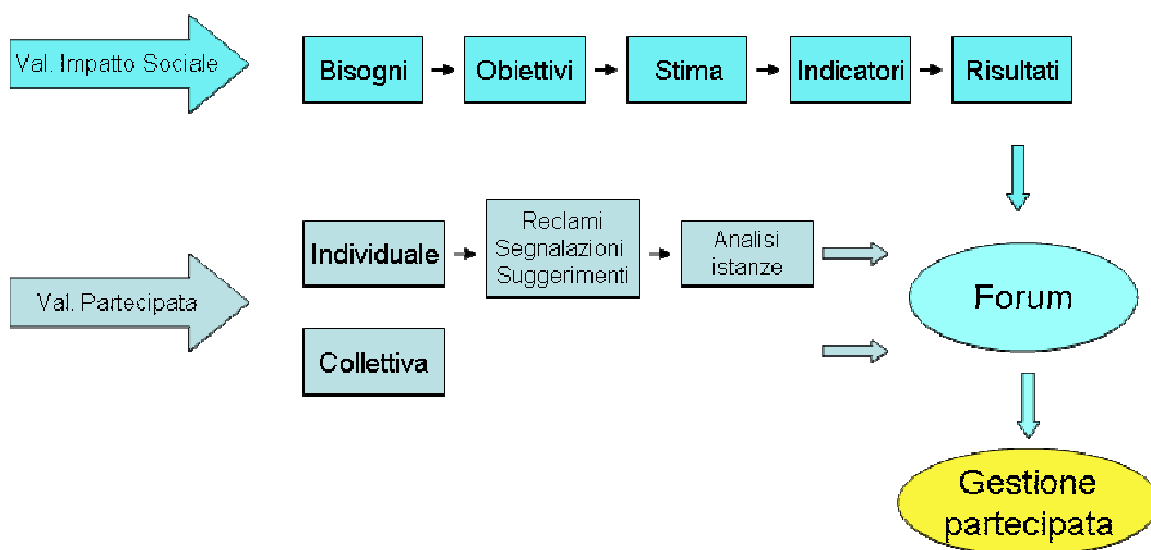 Val. Impatto Sociale
Bisogni
Obiettivi
Stima
Indicatori
Risultati
Val. Partecipata
Individuale
Reclami
Segnalazioni
Suggerimenti
Analisi
istanze
Collettiva
Forum
Gestione
partecipata